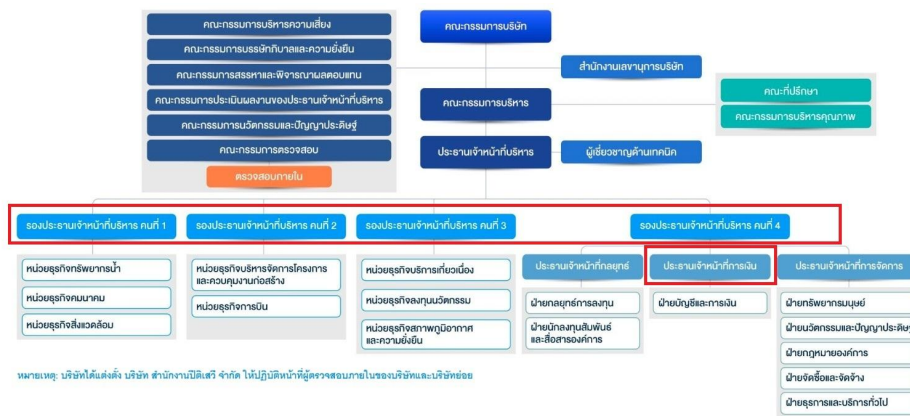 คณะกรรมการบริหารความเสี่ยง
คณะกรรมการบรรษัทภิบาลและความยั่งยืน
คณะกรรมการสรรหาและพิจารณาผลตอบแทน
คณะกรรมการประเมินผลงานของประธานเจ้าหน้าที่บริหาร
คณะกรรมการนวัตกรรมและปัญญาประดิษฐ์
คณะกรรมการตรวจสอบ
ตรวจสอบภายใน
คณะกรรมการบริษัท
สำนักงานเลขานุการบริษัท
คณะกรรมการบริหาร
คณะที่ปรึกษา
คณะกรรมการบริหารคุณภาพ
ประธานเจ้าหน้าที่บริหาร
ผู้เชี่ยวชาญด้านเทคนิค
รองประธานเจ้าหน้าที่บริหาร คนที่ 1
หน่วยธุรกิจทรัพยากรน้ำ
หน่วยธุรกิจคมนาคม
หน่วยธุรกิจสิ่งแวดล้อม
รองประธานเจ้าหน้าที่บริหาร คนที่ 2
หน่วยธุรกิจบริหารจัดการโครงการ
และควบคุมงานก่อสร้าง
หน่วยธุรกิจการบิน
รองประธานเจ้าหน้าที่บริหาร คนที่ 3
หน่วยธุรกิจบริการเกี่ยวเนื่อง
หน่วยธุรกิจลงทุนนวัตกรรม
หน่วยธุรกิจสภาพภูมิอากาศ
และความยั่งยืน
รองประธานเจ้าหน้าที่บริหาร คนที่ 4
ประธานเจ้าหน้าที่กลยุทธ์
ฝ่ายกลยุทธ์การลงทุน
ฝ่ายนักลงทุนสัมพันธ์
และสื่อสารองค์การ
ประธานเจ้าหน้าที่การเงิน
ฝ่ายบัญชีและการเงิน
ประธานเจ้าหน้าที่การจัดการ
ฝ่ายทรัพยากรมนุษย์
ฝ่ายนวัตกรรมและปัญญาประดิษ
ฝ่ายกฎหมายองค์การ
ฝ่ายจัดซื้อและจัดจ้าง
ฝ่ายธุรการและบริการทั่วไป
หมายเหตุ: บริษัทได้แต่งตั้ง บริษัท สำนักงานปีติเสวี จำกัด ให้ปฏิบัติหน้าที่ผู้ตรวจสอบภายในของบริษัทและบริษัทย่อย